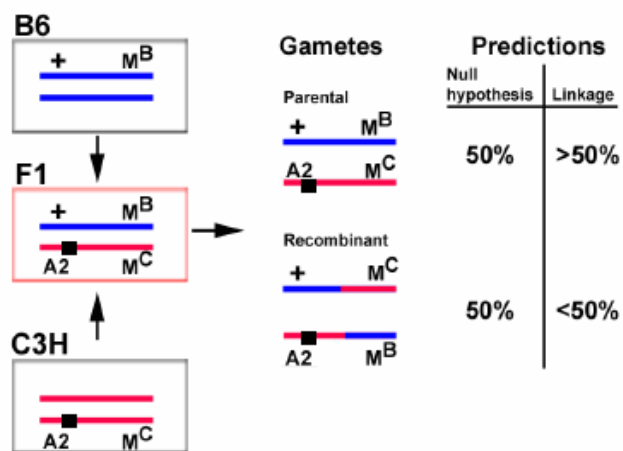 B6
+ M^B
F1
+ M^B
A2 M^C
C3H
A2 M^C
Gametes
Parental
+ M^B
A2 M^C
Recombinant
+ M^C
A2 M^B
Predictions
Null hypothesis
Linkage
50% >50%
50% <50%